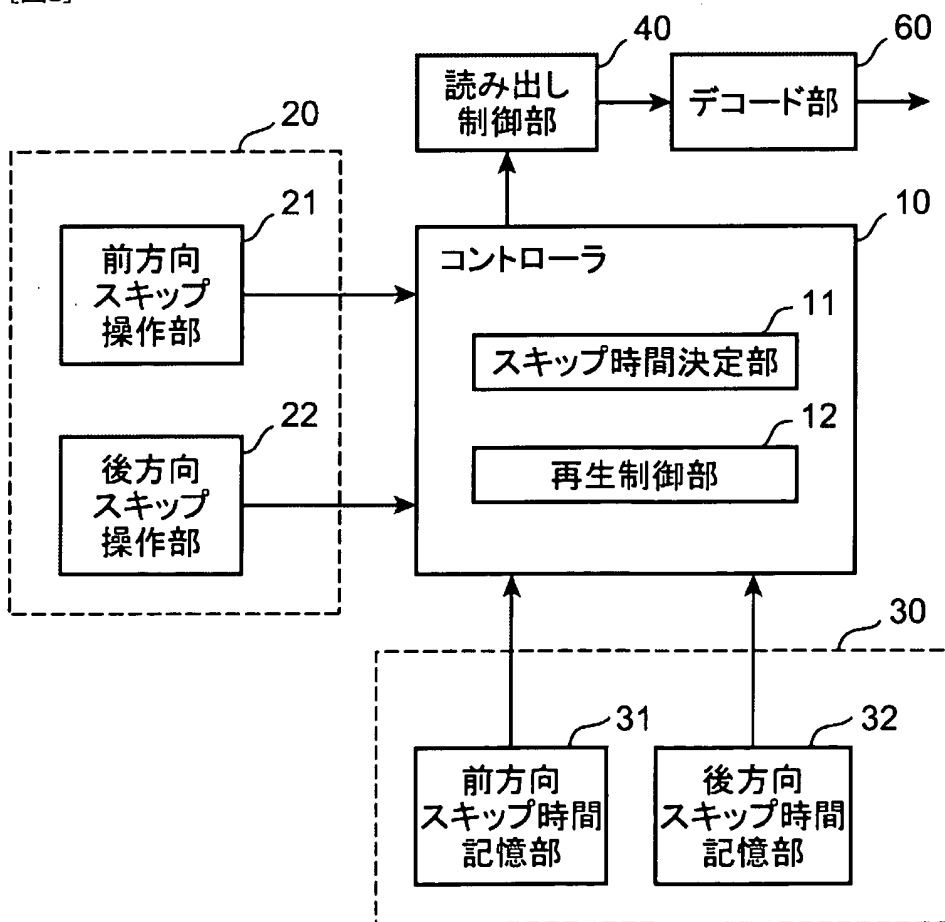 40
60
読み出し
制御部
デコード部
20
21
前方向
スキップ
操作部
10
コントローラ
11
スキップ時間決定部
22
後方向
スキップ
操作部
12
再生制御部
30
31
前方向
スキップ時間
記憶部
32
後方向
スキップ時間
記憶部